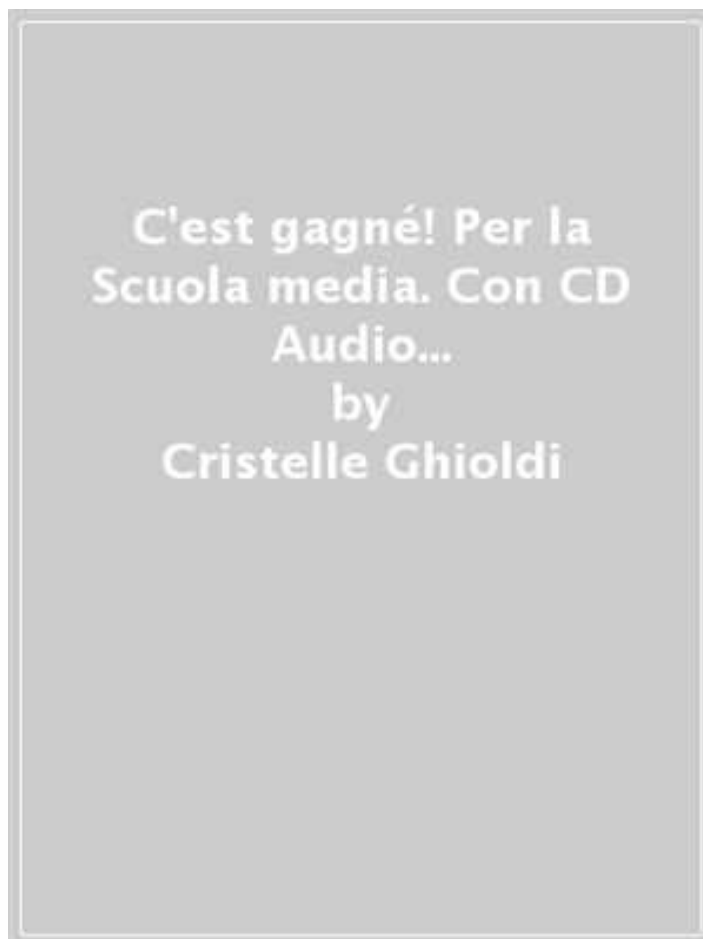 C'est gagné! Per la
Scuola media. Con CD
Audio...
by
Cristelle Ghioldi